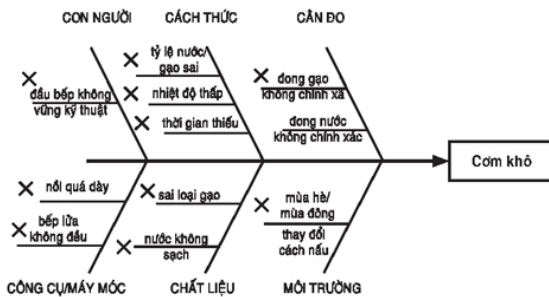 CON NGƯỜI
CÁCH THỨC
CÂN ĐO
đầu bếp không
vững kỹ thuật
tỷ lệ nước/
gạo sai
nhiệt độ thấp
thời gian thiếu
đong gạo
không chính xá
đong nước
không chính xác
Cơm khô
nồi quá dày
bếp lửa
không đều
sai loại gạo
nước không
sạch
mùa hè/
mùa đông
thay đổi
cách nấu
CÔNG CỤ/MÁY MÓC
CHẤT LIỆU
MÔI TRƯỜNG